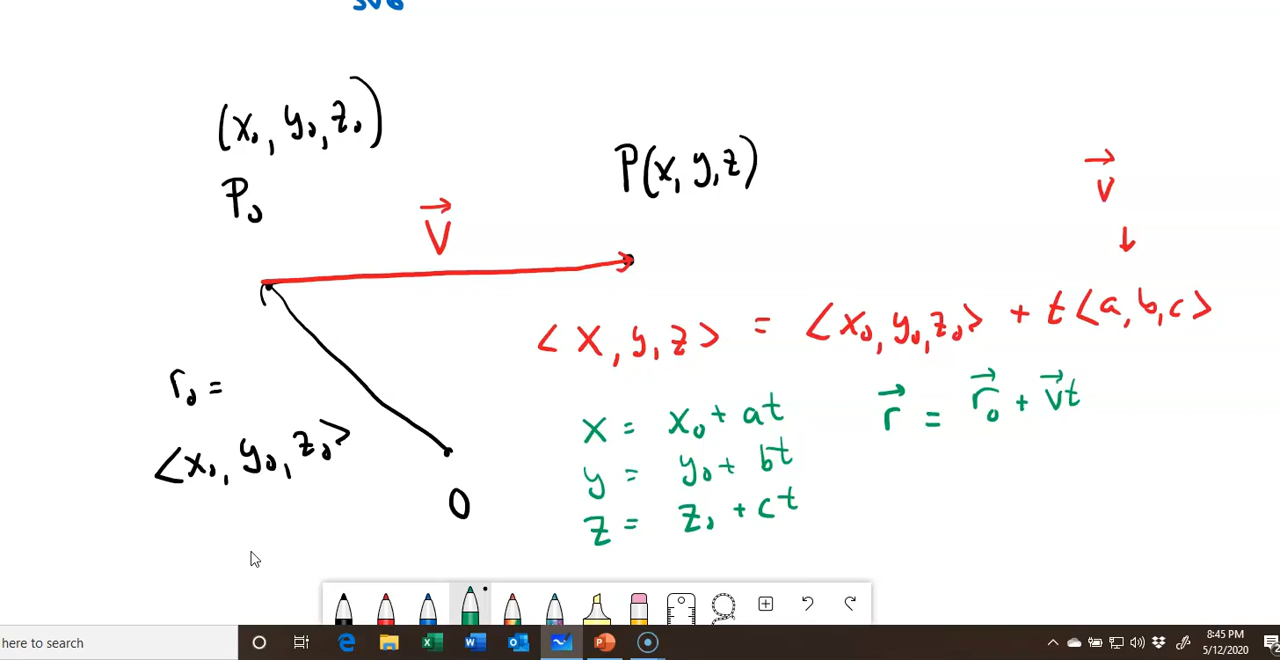 (x₀, y₀, z₀)
P₀
P(x, y, z)
V⃗
v⃗
↓
<x, y, z> = <x₀, y₀, z₀> + t<a, b, c>
r₀ =
<x₀, y₀, z₀>
O
x = x₀ + at
y = y₀ + bt
z = z₀ + ct
r⃗ = r⃗₀ + v⃗t
here to search
8:45 PM
5/12/2020